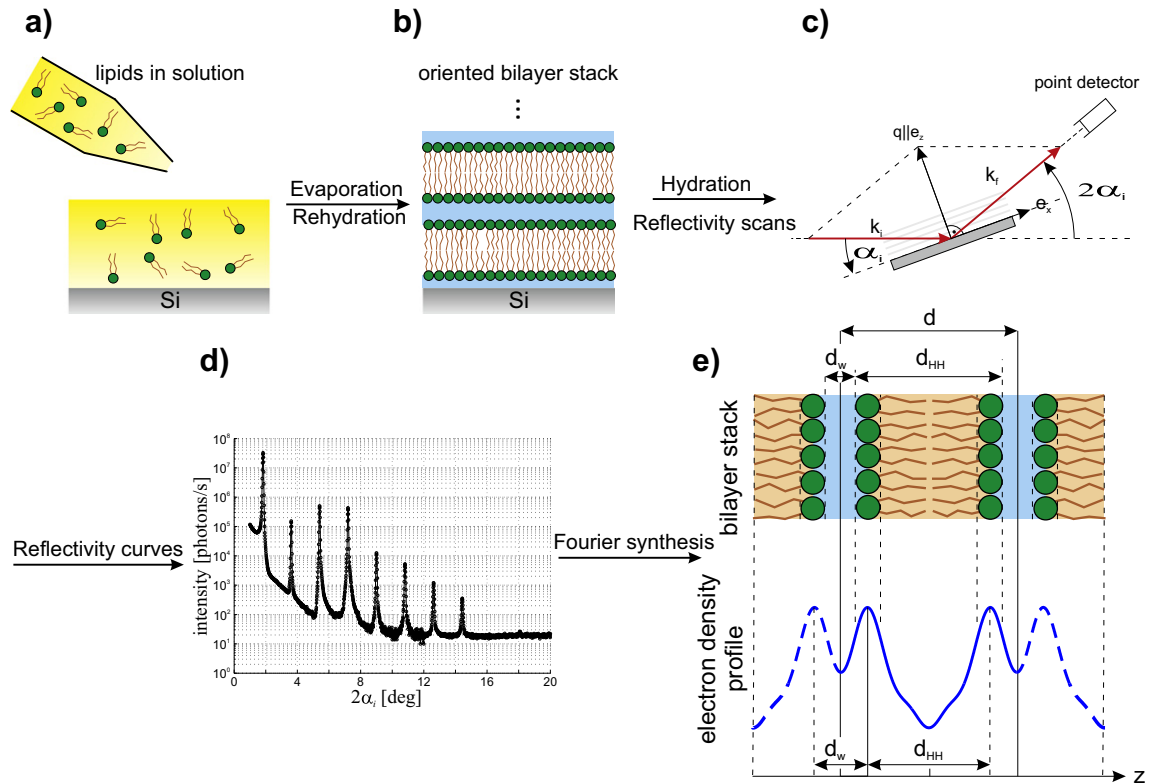 a)
lipids in solution
Si
Evaporation
Rehydration
b)
oriented bilayer stack
⋮
Si
Hydration
Reflectivity scans
c)
point detector
q||e_z
k_f
2α_i
e_x
k_i
α_i
Reflectivity curves
d)
intensity [photons/s]
10^8
10^7
10^6
10^5
10^4
10^3
10^2
10^1
10^0
0 4 8 12 16 20
2α_i [deg]
Fourier synthesis
e)
d
d_w d_HH
bilayer stack
electron density
profile
d_w d_HH
z